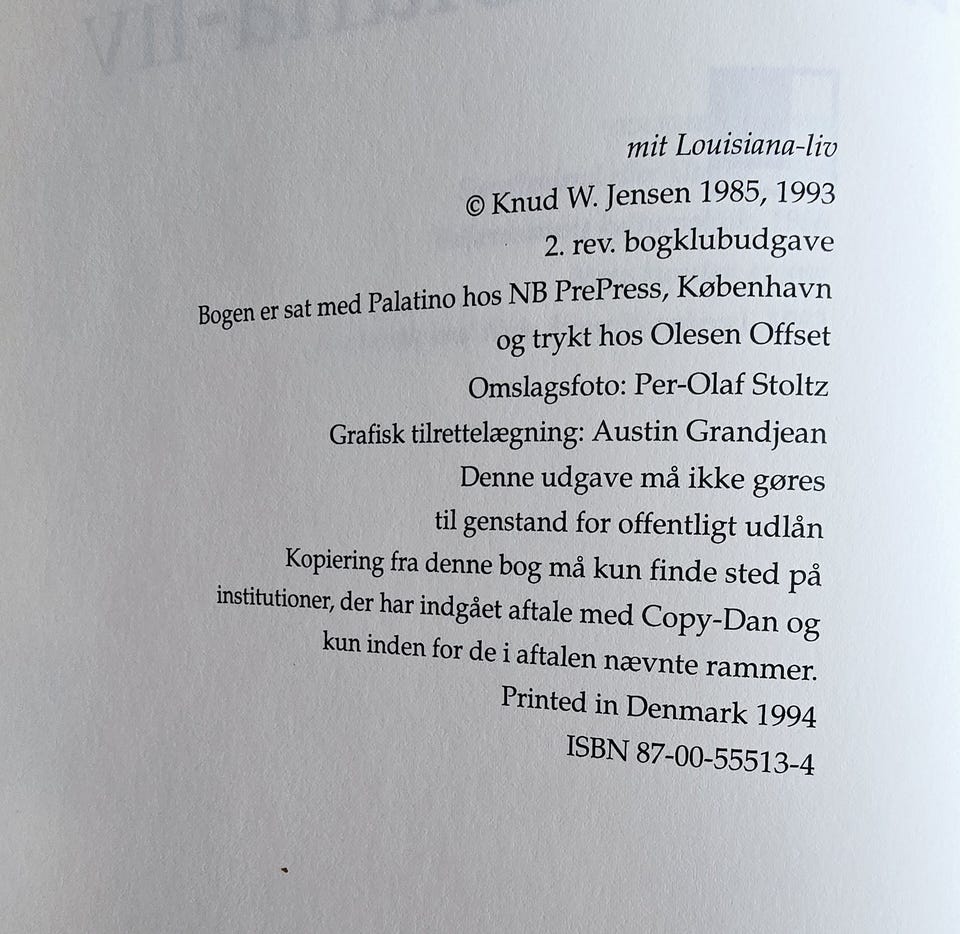 mit Louisiana-liv
© Knud W. Jensen 1985, 1993
2. rev. bogklubudgave
Bogen er sat med Palatino hos NB PrePress, København
og trykt hos Olesen Offset
Omslagsfoto: Per-Olaf Stoltz
Grafisk tilrettelægning: Austin Grandjean
Denne udgave må ikke gøres
til genstand for offentligt udlån
Kopiering fra denne bog må kun finde sted på
institutioner, der har indgået aftale med Copy-Dan og
kun inden for de i aftalen nævnte rammer.
Printed in Denmark 1994
ISBN 87-00-55513-4